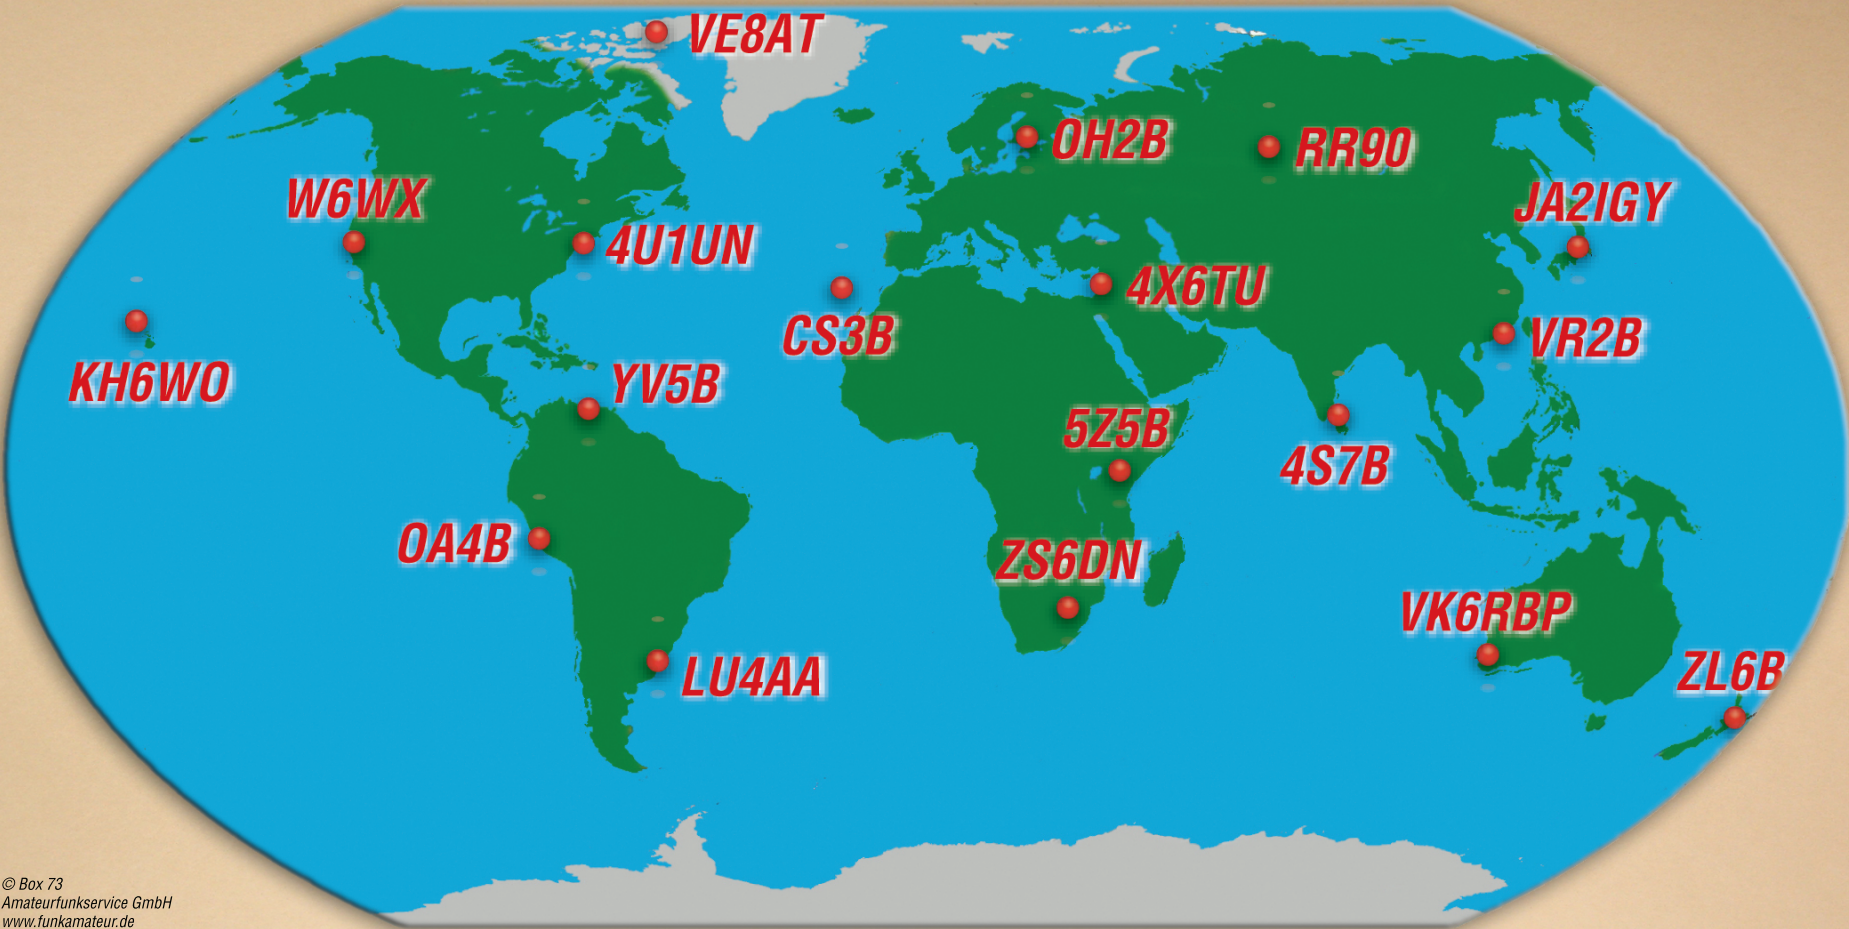 VE8AT
OH2B
RR90
W6WX
JA2IGY
4U1UN
4X6TU
CS3B
VR2B
KH6WO
YV5B
5Z5B
4S7B
OA4B
ZS6DN
VK6RBP
LU4AA
ZL6B
© Box 73
Amateurfunkservice GmbH
www.funkamateur.de